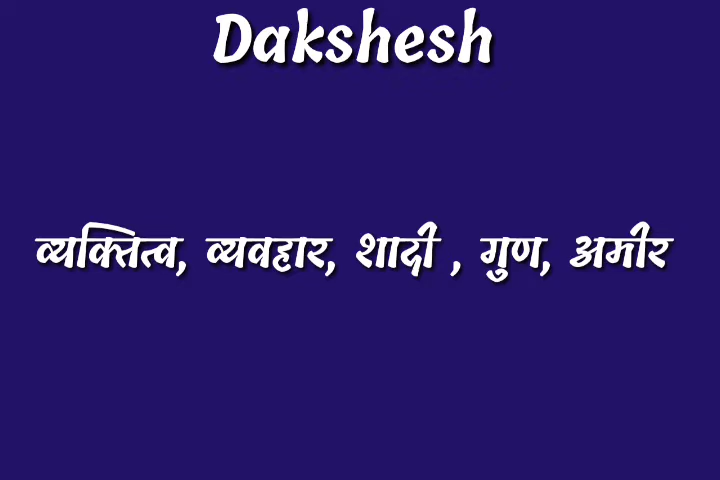 Dakshesh
व्यक्तित्व, व्यवहार, शादी , गुण, अमीर